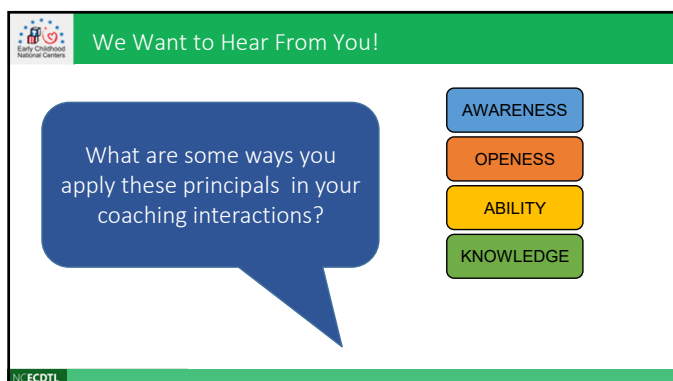 Early Childhood
National Centers
We Want to Hear From You!
What are some ways you
apply these principals in your
coaching interactions?
AWARENESS
OPENESS
ABILITY
KNOWLEDGE
NCECDTL